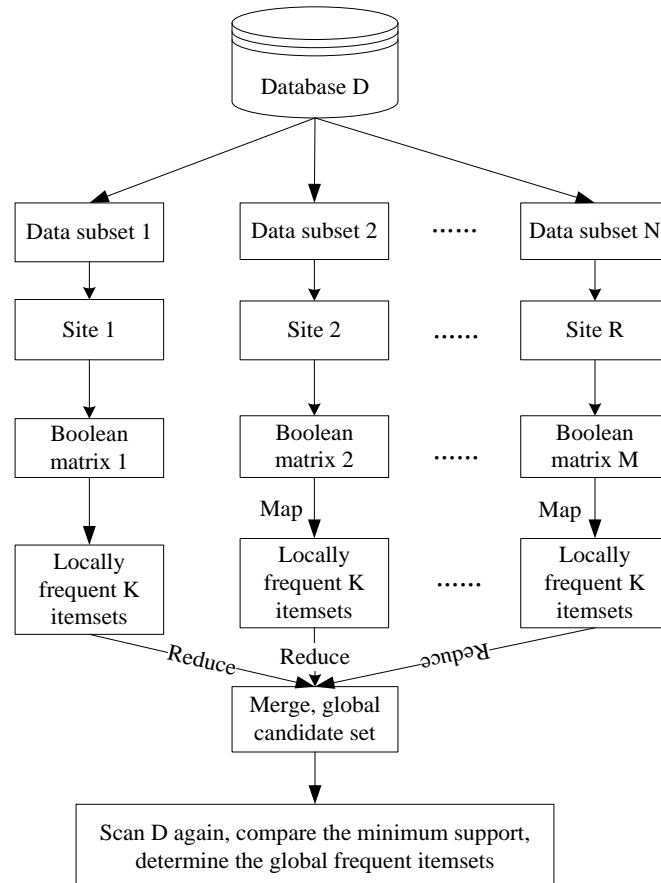 Database D
Data subset 1
Data subset 2
......
Data subset N
Site 1
Site 2
......
Site R
Boolean
matrix 1
Boolean
matrix 2
......
Boolean
matrix M
Map
Map
Locally
frequent K
itemsets
Locally
frequent K
itemsets
......
Locally
frequent K
itemsets
Reduce
Reduce
Reduce
Merge, global
candidate set
Scan D again, compare the minimum support,
determine the global frequent itemsets